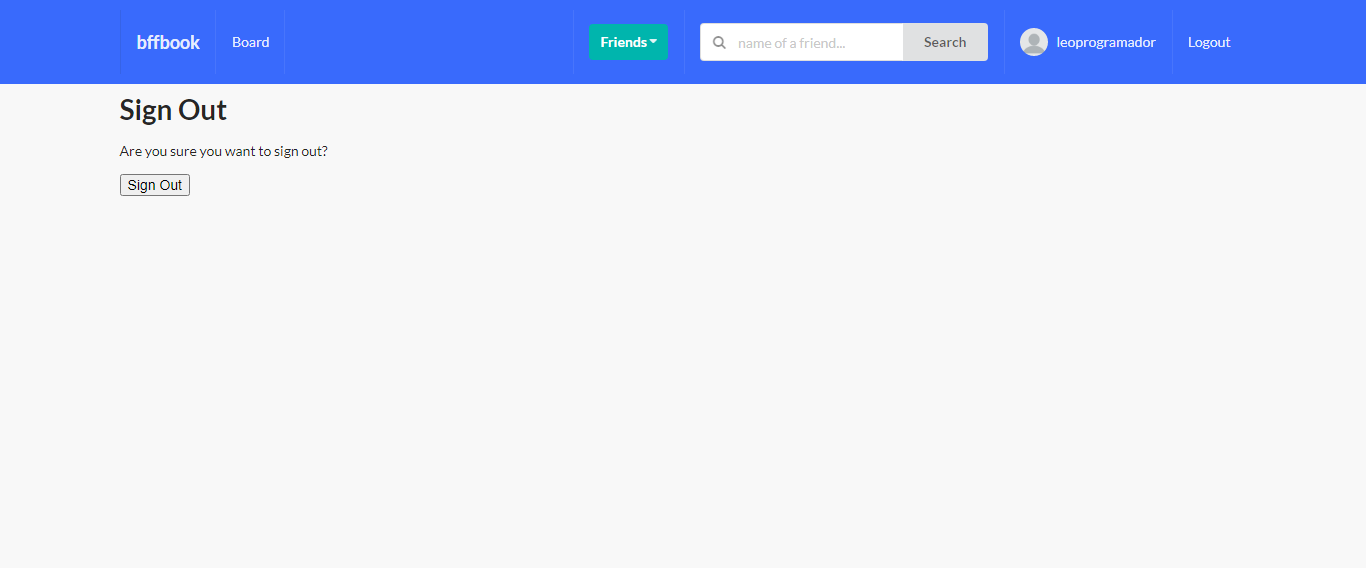 bffbook Board Friends name of a friend... Search leoprogramador Logout
Sign Out
Are you sure you want to sign out?
Sign Out